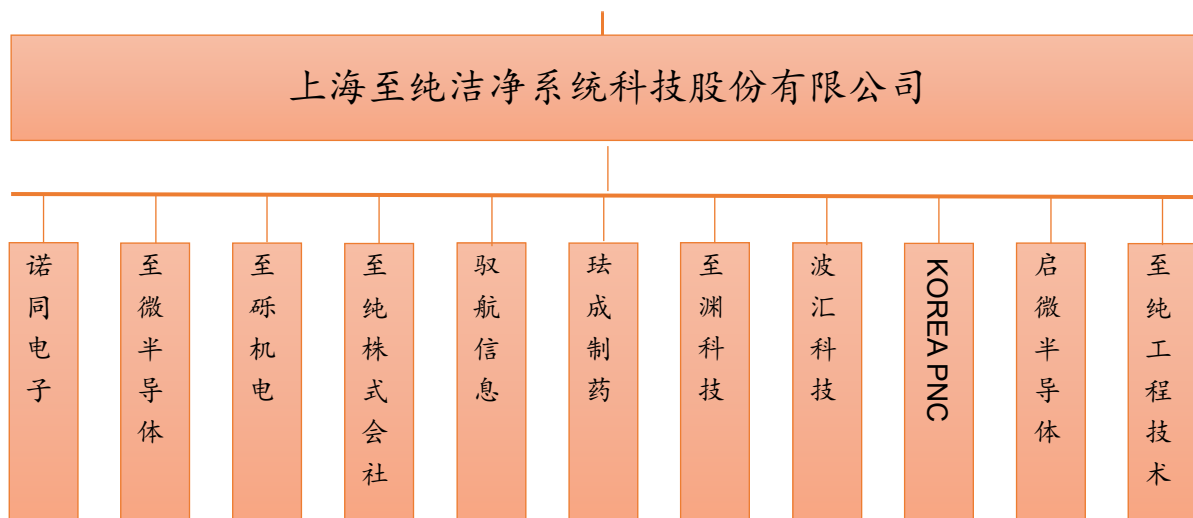 上海至纯洁净系统科技股份有限公司
诺同电子
至微半导体
至砾机电
至纯株式会社
驭航信息
珐成制药
至渊科技
波汇科技
KOREA PNC
启微半导体
至纯工程技术